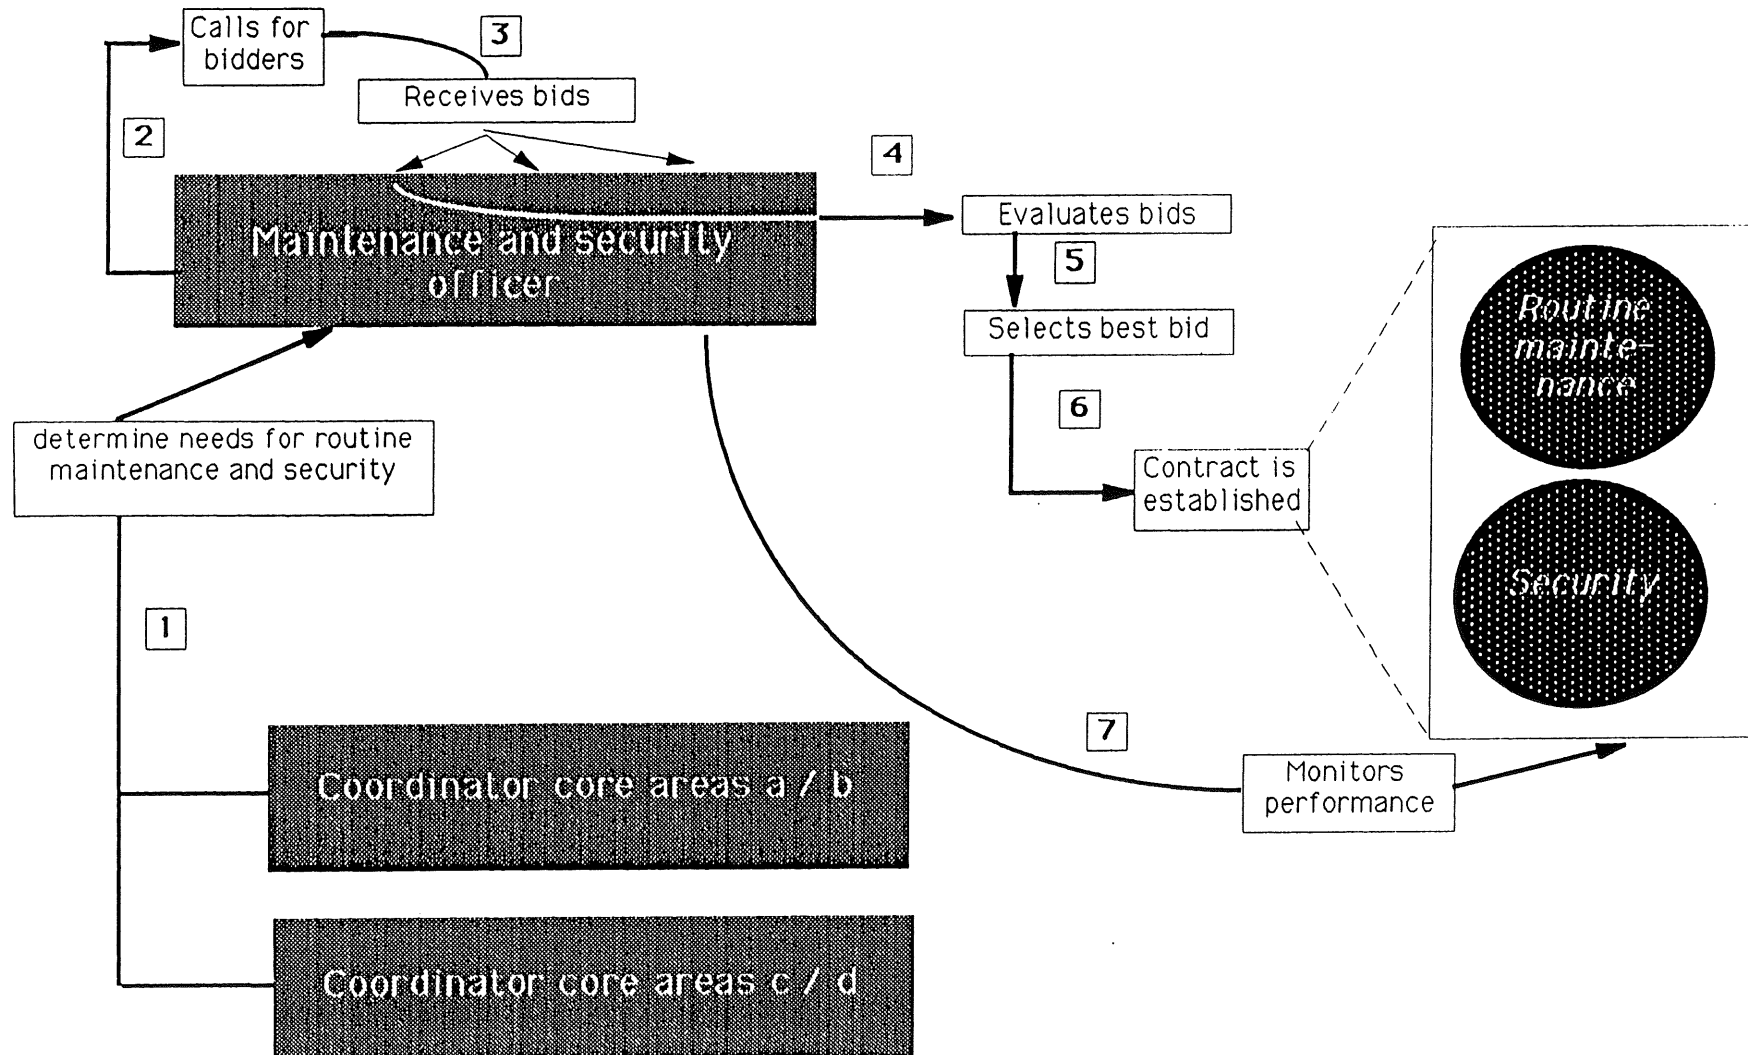 Calls for
bidders
3
Receives bids
2
4
Maintenance and security
officer
Evaluates bids
5
Selects best bid
6
Routine
mainte-
nance
determine needs for routine
maintenance and security
Contract is
established
Security
1
7
Coordinator core areas a / b
Monitors
performance
Coordinator core areas c / d